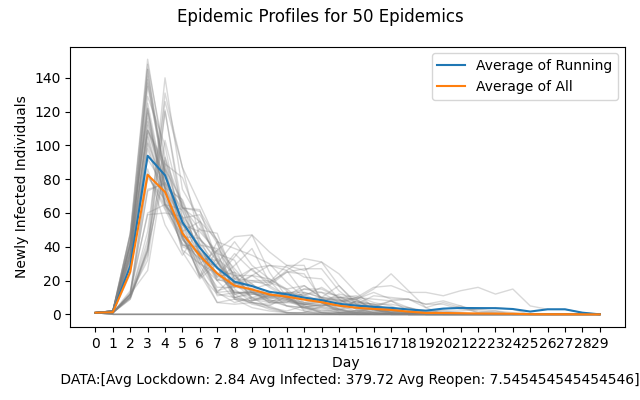 Epidemic Profiles for 50 Epidemics
Average of Running
Average of All
140
120
100
80
60
40
20
0
Newly Infected Individuals
0 1 2 3 4 5 6 7 8 9 10 11 12 13 14 15 16 17 18 19 20 21 22 23 24 25 26 27 28 29
Day
DATA:[Avg Lockdown: 2.84 Avg Infected: 379.72 Avg Reopen: 7.545454545454546]